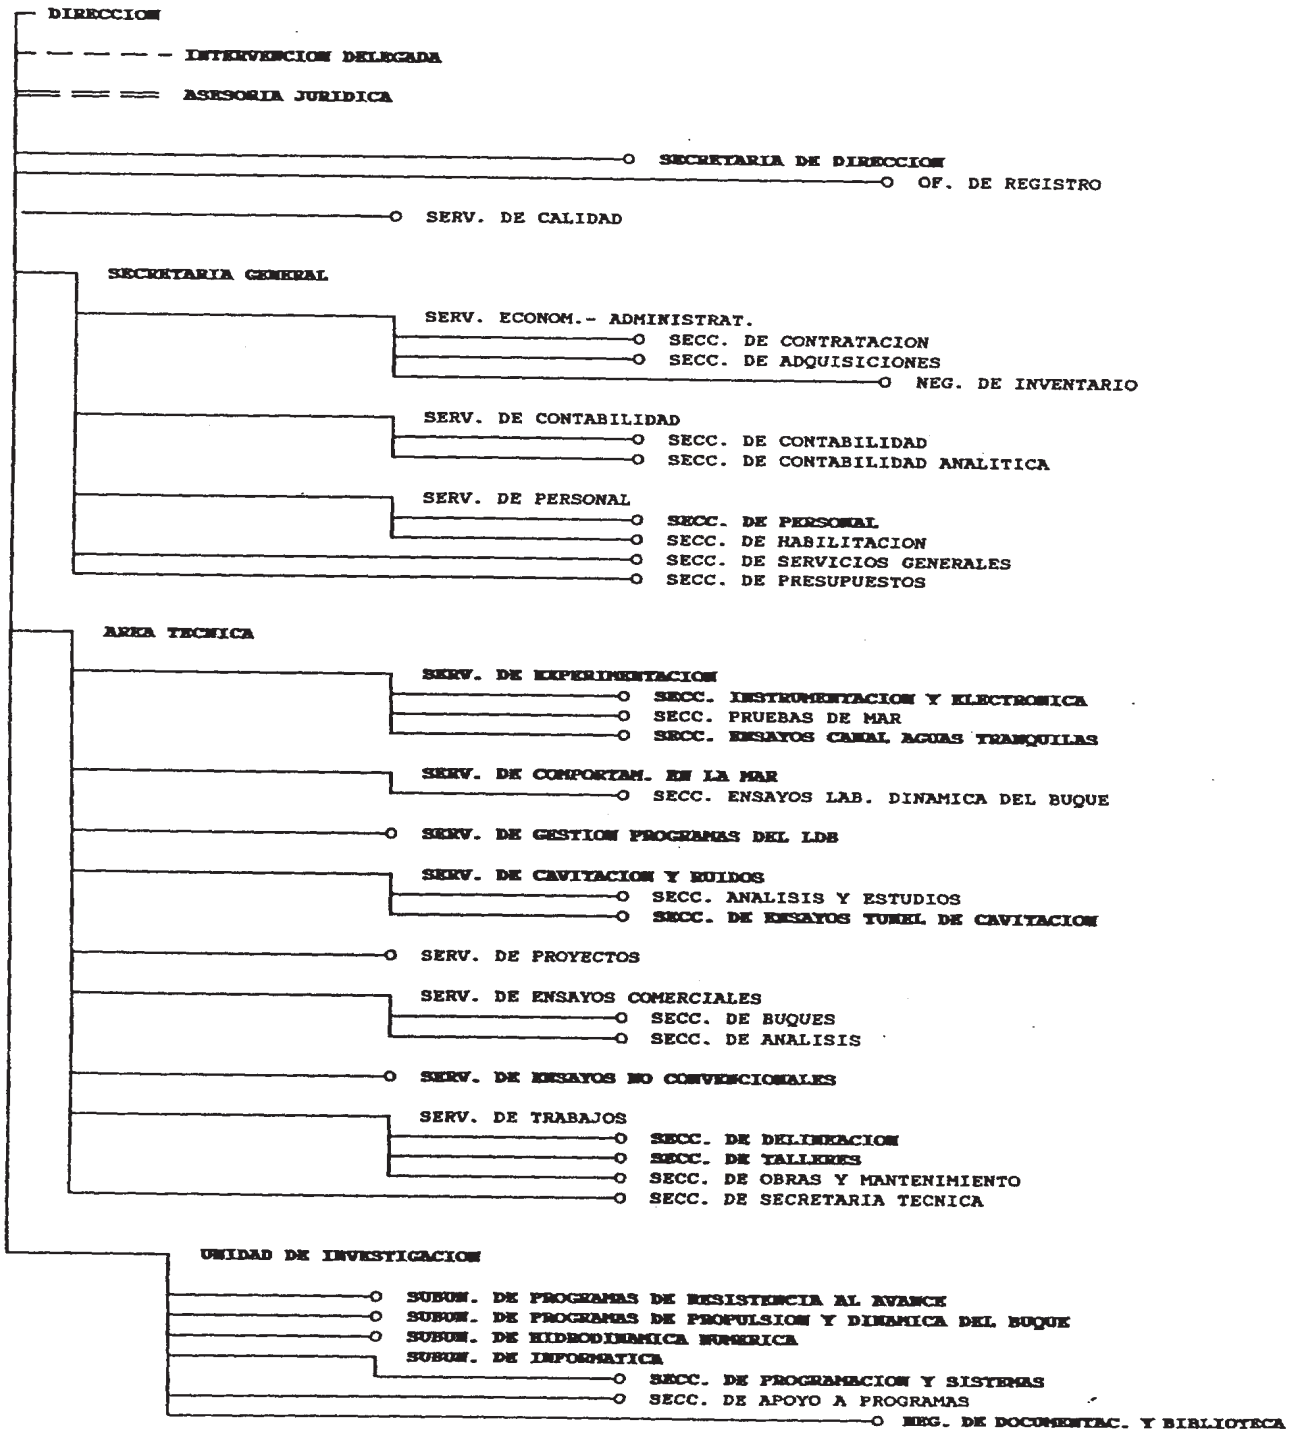 DIRECCION
INTERVENCION DELEGADA
ASESORIA JURIDICA
SECRETARIA DE DIRECCION
OF. DE REGISTRO
SERV. DE CALIDAD
SECRETARIA GENERAL
SERV. ECONOM.- ADMINISTRAT.
SECC. DE CONTRATACION
SECC. DE ADQUISICIONES
NEG. DE INVENTARIO
SERV. DE CONTABILIDAD
SECC. DE CONTABILIDAD
SECC. DE CONTABILIDAD ANALITICA
SERV. DE PERSONAL
SECC. DE PERSONAL
SECC. DE HABILITACION
SECC. DE SERVICIOS GENERALES
SECC. DE PRESUPUESTOS
AREA TECNICA
SERV. DE EXPERIMENTACION
SECC. INSTRUMENTACION Y ELECTRONICA
SECC. PRUEBAS DE MAR
SECC. ENSAYOS CANAL AGUAS TRANQUILAS
SERV. DE COMPORTAM. EN LA MAR
SECC. ENSAYOS LAB. DINAMICA DEL BUQUE
SERV. DE GESTION PROGRAMAS DEL LDB
SERV. DE CAVITACION Y RUIDOS
SECC. ANALISIS Y ESTUDIOS
SECC. DE ENSAYOS TUNEL DE CAVITACION
SERV. DE PROYECTOS
SERV. DE ENSAYOS COMERCIALES
SECC. DE BUQUES
SECC. DE ANALISIS
SERV. DE ENSAYOS NO CONVENCIONALES
SERV. DE TRABAJOS
SECC. DE DELINEACION
SECC. DE TALLERES
SECC. DE OBRAS Y MANTENIMIENTO
SECC. DE SECRETARIA TECNICA
UNIDAD DE INVESTIGACION
SUBUN. DE PROGRAMAS DE RESISTENCIA AL AVANCE
SUBUN. DE PROGRAMAS DE PROPULSION Y DINAMICA DEL BUQUE
SUBUN. DE HIDRODINAMICA NUMERICA
SUBUN. DE INFORMATICA
SECC. DE PROGRAMACION Y SISTEMAS
SECC. DE APOYO A PROGRAMAS
NEG. DE DOCUMENTAC. Y BIBLIOTECA